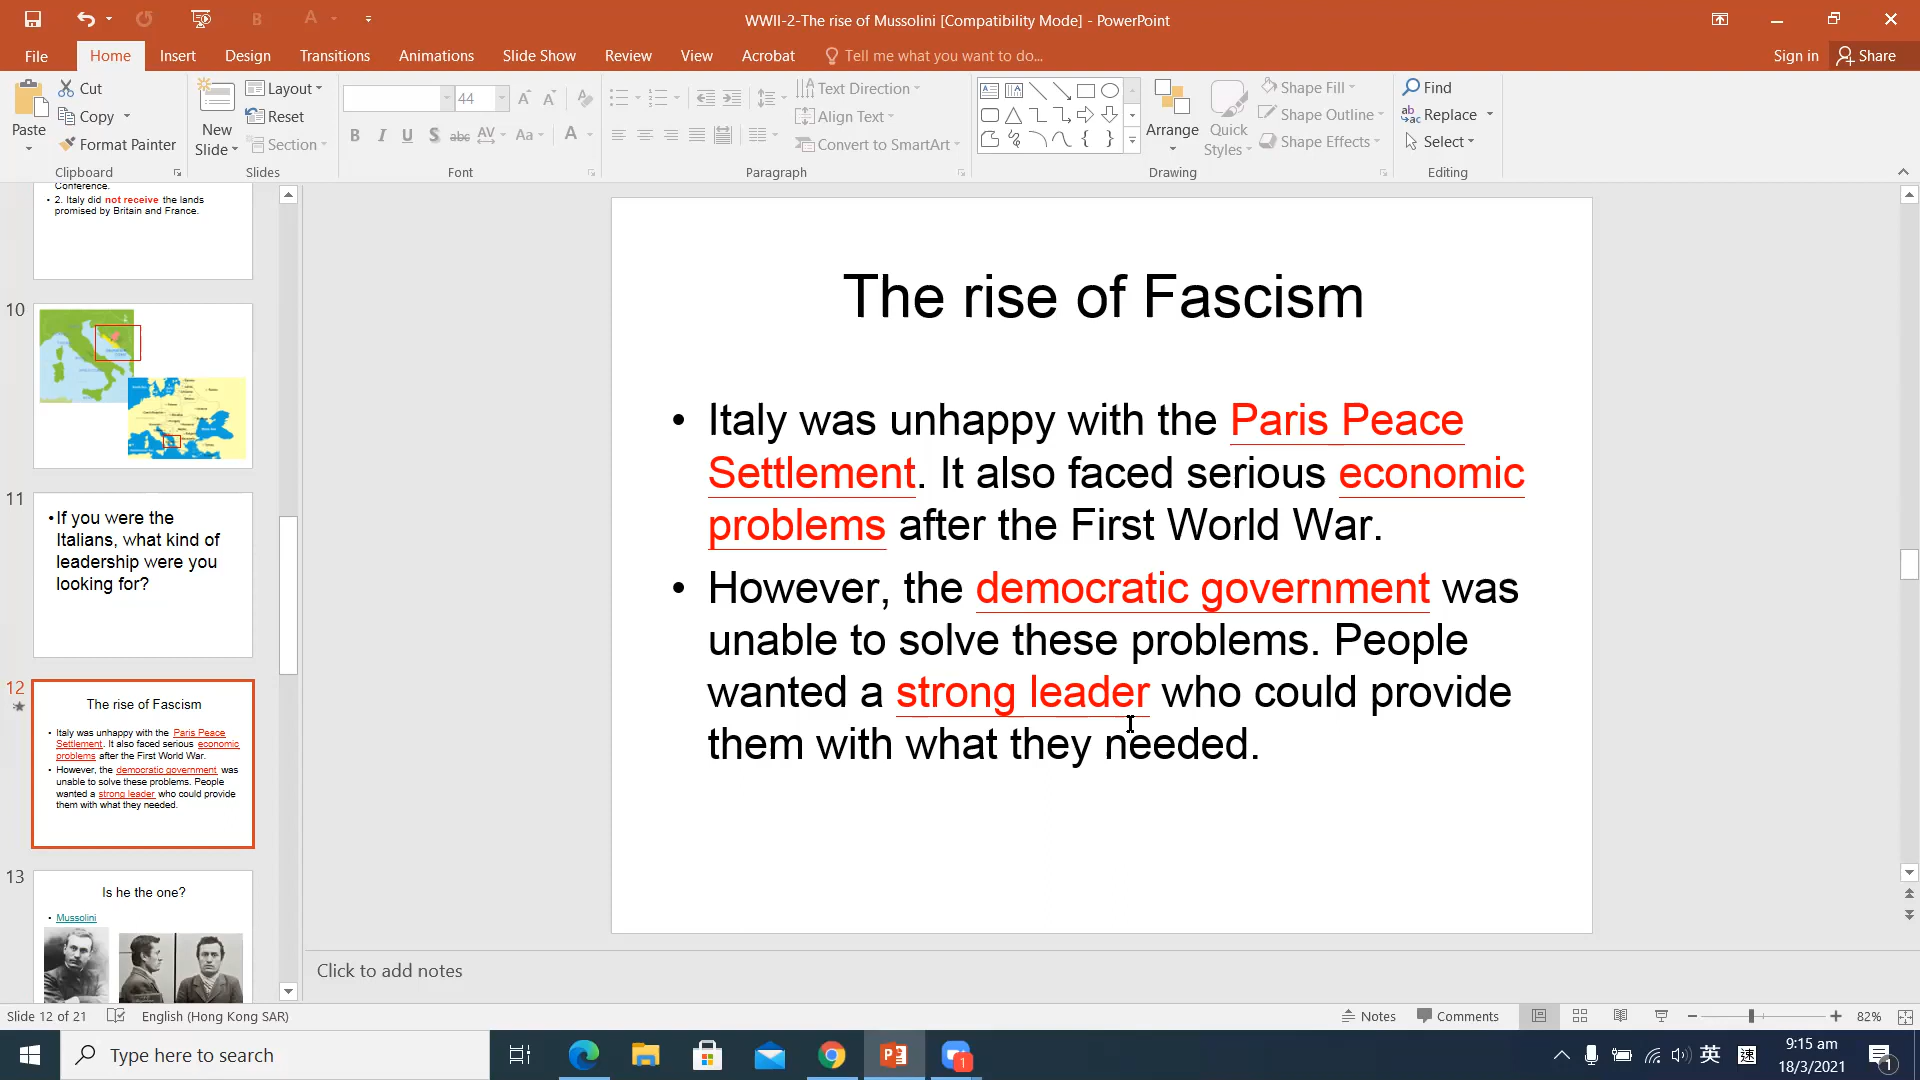 WWII-2-The rise of Mussolini [Compatibility Mode] - PowerPoint
File Home Insert Design Transitions Animations Slide Show Review View Acrobat Tell me what you want to do... Sign in Share
Cut
Copy
Format Painter
Paste
Clipboard
New Slide
Layout
Reset
Section
Slides
44
Font
Text Direction
Align Text
Convert to SmartArt
Paragraph
Arrange
Quick Styles
Shape Fill
Shape Outline
Shape Effects
Drawing
Find
Replace
Select
Editing
Conference.
• 2. Italy did not receive the lands
promised by Britain and France.
10
11
•If you were the
Italians, what kind of
leadership were you
looking for?
12
The rise of Fascism
• Italy was unhappy with the Paris Peace
Settlement. It also faced serious economic
problems after the First World War.
• However, the democratic government was
unable to solve these problems. People
wanted a strong leader who could provide
them with what they needed.
13
Is he the one?
• Mussolini
The rise of Fascism
• Italy was unhappy with the Paris Peace
Settlement. It also faced serious economic
problems after the First World War.
• However, the democratic government was
unable to solve these problems. People
wanted a strong leader who could provide
them with what they needed.
Click to add notes
Slide 12 of 21 English (Hong Kong SAR) Notes Comments 82%
Type here to search
1
英
速
9:15 am
18/3/2021
1